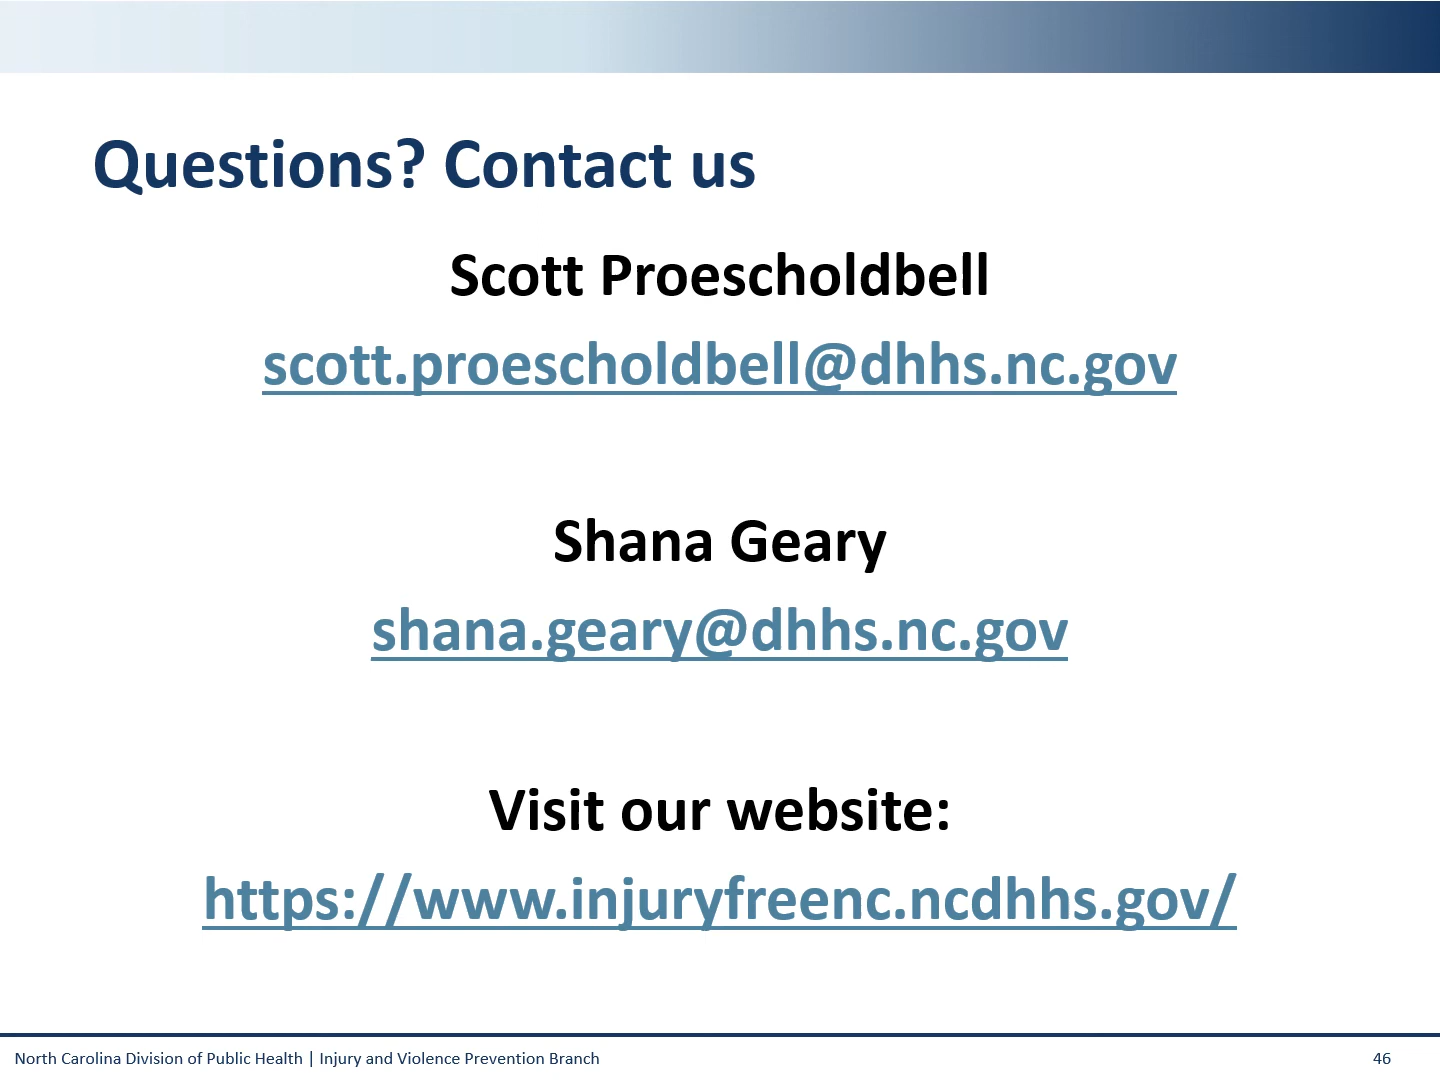 Questions? Contact us
Scott Proescholdbell
scott.proescholdbell@dhhs.nc.gov
Shana Geary
shana.geary@dhhs.nc.gov
Visit our website:
https://www.injuryfreenc.ncdhhs.gov/
North Carolina Division of Public Health | Injury and Violence Prevention Branch
46